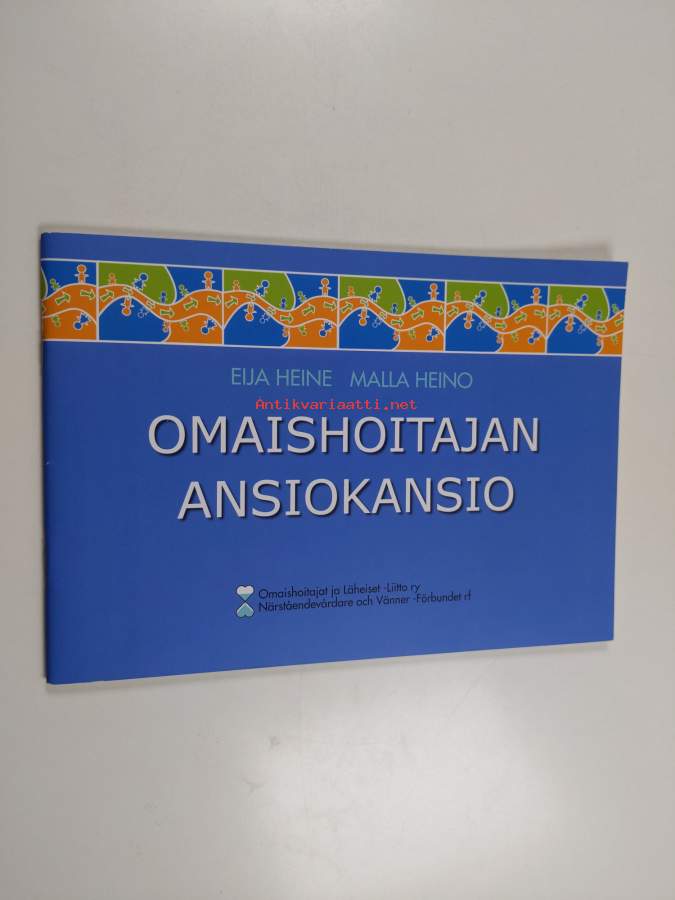 EIJA HEINE MALLA HEINO
Antikvariaatti.net
OMAISHOITAJAN
ANSIOKANSIO
Omaishoitajat ja Läheiset -Liitto ry
Närståendevårdare och Vänner -Förbundet rf